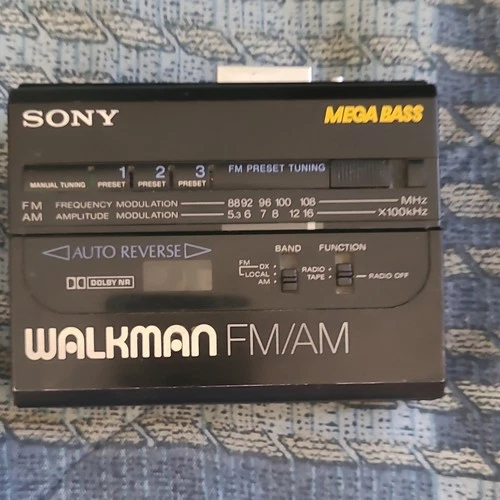 SONY MEGA BASS
1 2 3 FM PRESET TUNING
MANUAL TUNING PRESET PRESET PRESET
FM FREQUENCY MODULATION 88 92 96 100 108 MHz
AM AMPLITUDE MODULATION 5.3 6 7 8 12 16 X100kHz
BAND FUNCTION
AUTO REVERSE
FM DX RADIO
LOCAL TAPE RADIO OFF
AM
DOLBY NR
WALKMAN FM/AM